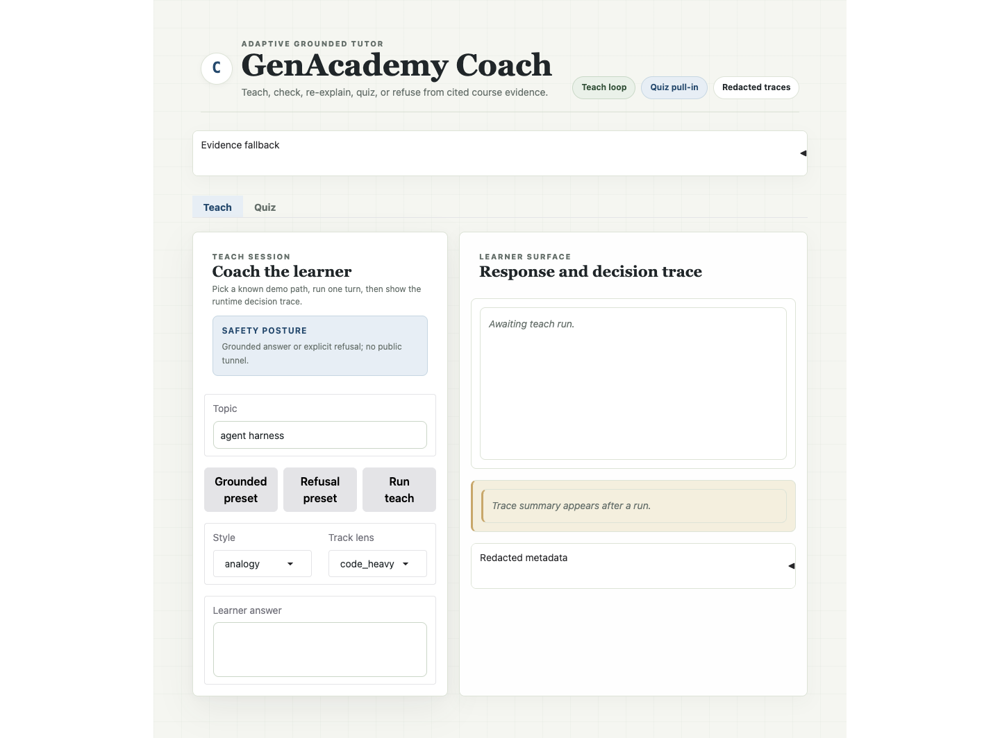 C
ADAPTIVE GROUNDED TUTOR
GenAcademy Coach
Teach, check, re-explain, quiz, or refuse from cited course evidence.
Teach loop
Quiz pull-in
Redacted traces
Evidence fallback
Teach
Quiz
TEACH SESSION
Coach the learner
Pick a known demo path, run one turn, then show the
runtime decision trace.
SAFETY POSTURE
Grounded answer or explicit refusal; no public
tunnel.
Topic
agent harness
Grounded
preset
Refusal
preset
Run
teach
Style
Track lens
analogy
code_heavy
Learner answer
LEARNER SURFACE
Response and decision trace
Awaiting teach run.
Trace summary appears after a run.
Redacted metadata